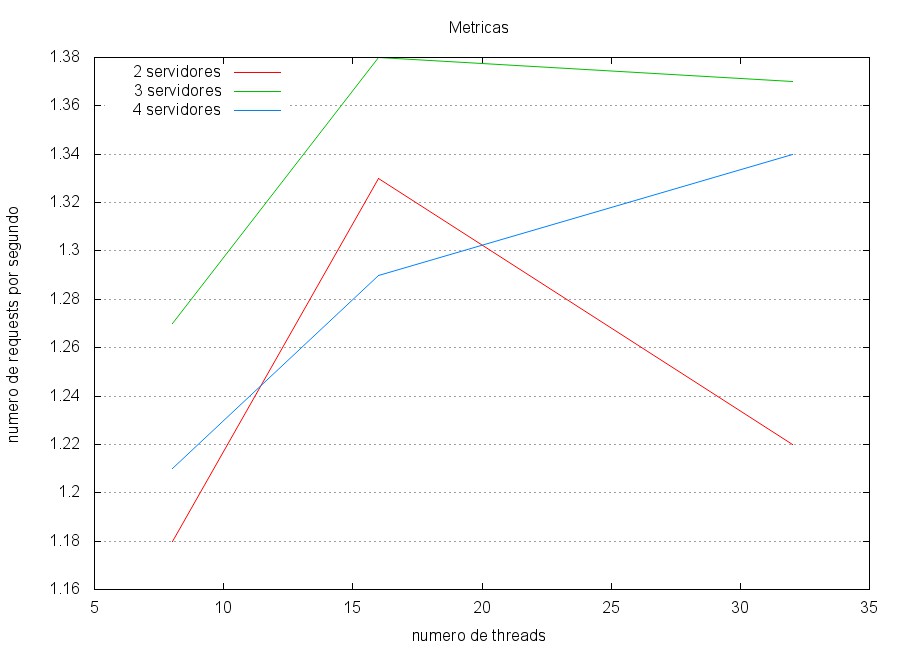 Metricas
2 servidores
3 servidores
4 servidores
numero de requests por segundo
1.38
1.36
1.34
1.32
1.3
1.28
1.26
1.24
1.22
1.2
1.18
1.16
5 10 15 20 25 30 35
numero de threads